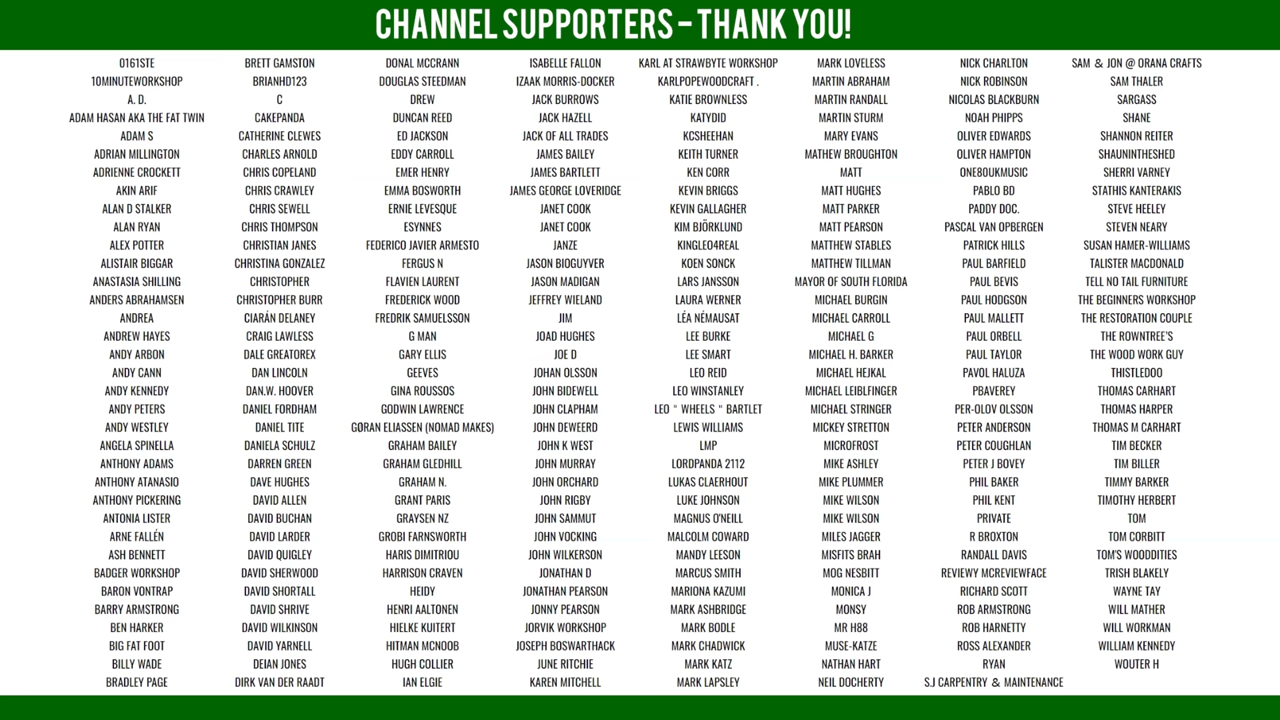 CHANNEL SUPPORTERS – THANK YOU!
0161STE
10MINUTEWORKSHOP
A. D.
ADAM HASAN AKA THE FAT TWIN
ADAM S
ADRIAN MILLINGTON
ADRIENNE CROCKETT
AKIN ARIF
ALAN D STALKER
ALAN RYAN
ALEX POTTER
ALISTAIR BIGGAR
ANASTASIA SHILLING
ANDERS ABRAHAMSEN
ANDREA
ANDREW HAYES
ANDY ARBON
ANDY CANN
ANDY KENNEDY
ANDY PETERS
ANDY WESTLEY
ANGELA SPINELLA
ANTHONY ADAMS
ANTHONY ATANASIO
ANTHONY PICKERING
ANTONIA LISTER
ARNE FALLÉN
ASH BENNETT
BADGER WORKSHOP
BARON VONTRAP
BARRY ARMSTRONG
BEN HARKER
BIG FAT FOOT
BILLY WADE
BRADLEY PAGE
BRETT GAMSTON
BRIANHD123
C
CAKEPANDA
CATHERINE CLEWES
CHARLES ARNOLD
CHRIS COPELAND
CHRIS CRAWLEY
CHRIS SEWELL
CHRIS THOMPSON
CHRISTIAN JANES
CHRISTINA GONZALEZ
CHRISTOPHER
CHRISTOPHER BURR
CIARÁN DELANEY
CRAIG LAWLESS
DALE GREATOREX
DAN LINCOLN
DAN.W. HOOVER
DANIEL FORDHAM
DANIEL TITE
DANIELA SCHULZ
DARREN GREEN
DAVE HUGHES
DAVID ALLEN
DAVID BUCHAN
DAVID LARDER
DAVID QUIGLEY
DAVID SHERWOOD
DAVID SHORTALL
DAVID SHRIVE
DAVID WILKINSON
DAVID YARNELL
DEIAN JONES
DIRK VAN DER RAADT
DONAL MCCRANN
DOUGLAS STEEDMAN
DREW
DUNCAN REED
ED JACKSON
EDDY CARROLL
EMER HENRY
EMMA BOSWORTH
ERNIE LEVESQUE
ESYNNES
FEDERICO JAVIER ARMESTO
FERGUS N
FLAVIEN LAURENT
FREDERICK WOOD
FREDRIK SAMUELSSON
G MAN
GARY ELLIS
GEEVES
GINA ROUSSOS
GODWIN LAWRENCE
GØRAN ELIASSEN (NOMAD MAKES)
GRAHAM BAILEY
GRAHAM GLEDHILL
GRAHAM N.
GRANT PARIS
GRAYSEN NZ
GROBI FARNSWORTH
HARIS DIMITRIOU
HARRISON CRAVEN
HEIDY
HENRI AALTONEN
HIELKE KUITERT
HITMAN MCNOOB
HUGH COLLIER
IAN ELGIE
ISABELLE FALLON
IZAAK MORRIS-DOCKER
JACK BURROWS
JACK HAZELL
JACK OF ALL TRADES
JAMES BAILEY
JAMES BARTLETT
JAMES GEORGE LOVERIDGE
JANET COOK
JANET COOK
JANZE
JASON BIOGUYVER
JASON MADIGAN
JEFFREY WIELAND
JIM
JOAD HUGHES
JOE D
JOHAN OLSSON
JOHN BIDEWELL
JOHN CLAPHAM
JOHN DEWEERD
JOHN K WEST
JOHN MURRAY
JOHN ORCHARD
JOHN RIGBY
JOHN SAMMUT
JOHN VOCKING
JOHN WILKERSON
JONATHAN D
JONATHAN PEARSON
JONNY PEARSON
JORVIK WORKSHOP
JOSEPH BOSWARTHACK
JUNE RITCHIE
KAREN MITCHELL
KARL AT STRAWBYTE WORKSHOP
KARLPOPEWOODCRAFT .
KATIE BROWNLESS
KATYDID
KCSHEEHAN
KEITH TURNER
KEN CORR
KEVIN BRIGGS
KEVIN GALLAGHER
KIM BJÖRKLUND
KINGLEO4REAL
KOEN SONCK
LARS JANSSON
LAURA WERNER
LÉA NÉMAUSAT
LEE BURKE
LEE SMART
LEO REID
LEO WINSTANLEY
LEO " WHEELS " BARTLET
LEWIS WILLIAMS
LMP
LORDPANDA 2112
LUKAS CLAERHOUT
LUKE JOHNSON
MAGNUS O'NEILL
MALCOLM COWARD
MANDY LEESON
MARCUS SMITH
MARIONA KAZUMI
MARK ASHBRIDGE
MARK BODLE
MARK CHADWICK
MARK KATZ
MARK LAPSLEY
MARK LOVELESS
MARTIN ABRAHAM
MARTIN RANDALL
MARTIN STURM
MARY EVANS
MATHEW BROUGHTON
MATT
MATT HUGHES
MATT PARKER
MATT PEARSON
MATTHEW STABLES
MATTHEW TILLMAN
MAYOR OF SOUTH FLORIDA
MICHAEL BURGIN
MICHAEL CARROLL
MICHAEL G
MICHAEL H. BARKER
MICHAEL HEJKAL
MICHAEL LEIBLFINGER
MICHAEL STRINGER
MICKEY STRETTON
MICROFROST
MIKE ASHLEY
MIKE PLUMMER
MIKE WILSON
MIKE WILSON
MILES JAGGER
MISFITS BRAH
MOG NESBITT
MONICA J
MONSY
MR H88
MUSE-KATZE
NATHAN HART
NEIL DOCHERTY
NICK CHARLTON
NICK ROBINSON
NICOLAS BLACKBURN
NOAH PHIPPS
OLIVER EDWARDS
OLIVER HAMPTON
ONE80UKMUSIC
PABLO BD
PADDY DOC.
PASCAL VAN OPBERGEN
PATRICK HILLS
PAUL BARFIELD
PAUL BEVIS
PAUL HODGSON
PAUL MALLETT
PAUL ORBELL
PAUL TAYLOR
PAVOL HALUZA
PBAVEREY
PER-OLOV OLSSON
PETER ANDERSON
PETER COUGHLAN
PETER J BOVEY
PHIL BAKER
PHIL KENT
PRIVATE
R BROXTON
RANDALL DAVIS
REVIEWY MCREVIEWFACE
RICHARD SCOTT
ROB ARMSTRONG
ROB HARNETTY
ROSS ALEXANDER
RYAN
S.J CARPENTRY & MAINTENANCE
SAM & JON @ ORANA CRAFTS
SAM THALER
SARGASS
SHANE
SHANNON REITER
SHAUNINTHESHED
SHERRI VARNEY
STATHIS KANTERAKIS
STEVE HEELEY
STEVEN NEARY
SUSAN HAMER-WILLIAMS
TALISTER MACDONALD
TELL NO TAIL FURNITURE
THE BEGINNERS WORKSHOP
THE RESTORATION COUPLE
THE ROWNTREE'S
THE WOOD WORK GUY
THISTLEDOO
THOMAS CARHART
THOMAS HARPER
THOMAS M CARHART
TIM BECKER
TIM BILLER
TIMMY BARKER
TIMOTHY HERBERT
TOM
TOM CORBITT
TOM'S WOODDITIES
TRISH BLAKELY
WAYNE TAY
WILL MATHER
WILL WORKMAN
WILLIAM KENNEDY
WOUTER H